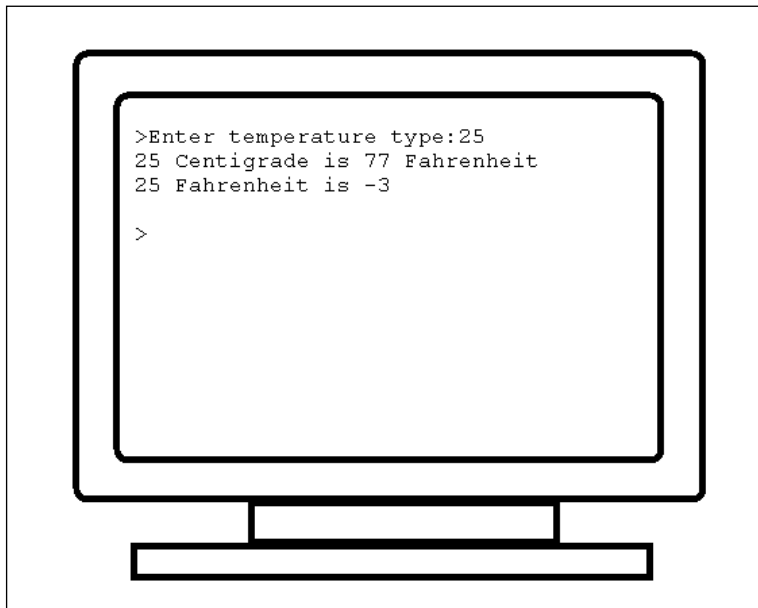 >Enter temperature type:25
25 Centigrade is 77 Fahrenheit
25 Fahrenheit is -3
>